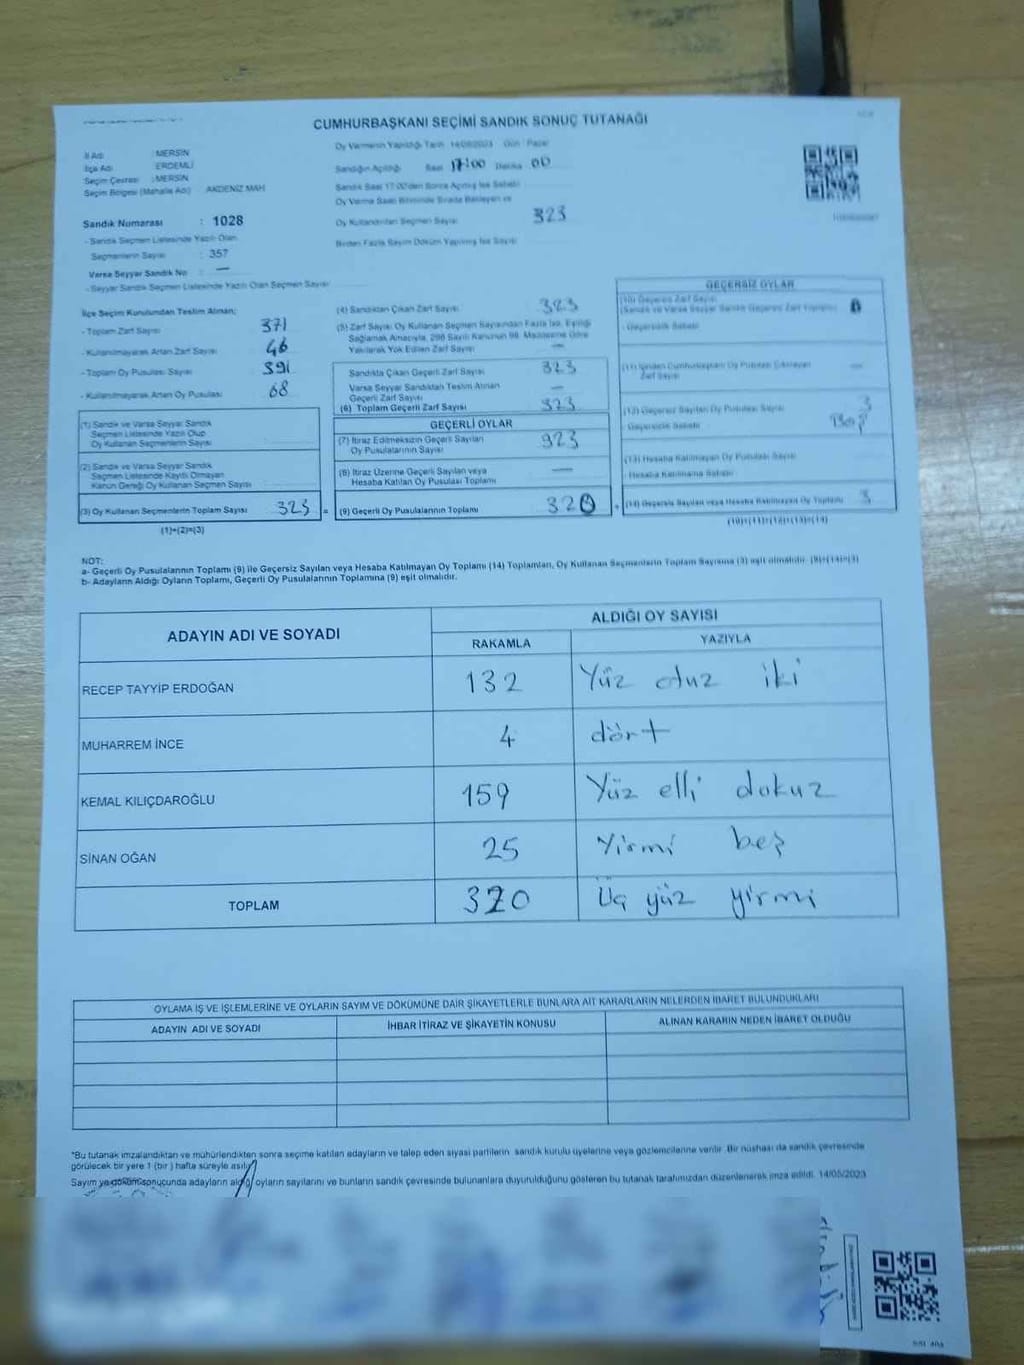 CUMHURBAŞKANI SEÇİMİ SANDIK SONUÇ TUTANAĞI
İl Adı : MERSİN
İlçe Adı : ERDEMLİ
Seçim Çevresi : MERSİN
Seçim Bölgesi (Mahalle Adı) AKDENİZ MAH
Sandık Numarası : 1028
- Sandık Seçmen Listesinde Yazılı Olan
Seçmenlerin Sayısı : 357
Varsa Seyyar Sandık No : —
- Seyyar Sandık Seçmen Listesinde Yazılı Olan Seçmen Sayısı
Oy Vermenin Yapıldığı Tarih 14/05/2023 Gün : Pazar
Sandığın Açıldığı Saat 17:00 Dakika 00
Sandık Saat 17.00'den Sonra Açılmış İse Sebebi
Oy Verme Saati Bitiminde Sırada Bekleyen ve
Oy Kullandırılan Seçmen Sayısı 323
Birden Fazla Sayım Döküm Yapılmış İse Sayısı
İlçe Seçim Kurulundan Teslim Alınan;
- Toplam Zarf Sayısı 371
- Kullanılmayarak Artan Zarf Sayısı 46
- Toplam Oy Pusulası Sayısı 391
- Kullanılmayarak Artan Oy Pusulası 68
(1) Sandık ve Varsa Seyyar Sandık
Seçmen Listesinde Yazılı Olup
Oy Kullanan Seçmenlerin Sayısı
(2) Sandık ve Varsa Seyyar Sandık
Seçmen Listesinde Kayıtlı Olmayan
Kanun Gereği Oy Kullanan Seçmen Sayısı
(3) Oy Kullanan Seçmenlerin Toplam Sayısı 323 =
(1)+(2)=(3)
(4) Sandıktan Çıkan Zarf Sayısı 323
(5) Zarf Sayısı Oy Kullanan Seçmen Sayısından Fazla İse, Eşitliği
Sağlamak Amacıyla, 298 Sayılı Kanunun 98. Maddesine Göre
Yakılarak Yok Edilen Zarf Sayısı —
Sandıkta Çıkan Geçerli Zarf Sayısı 323
Varsa Seyyar Sandıktan Teslim Alınan
Geçerli Zarf Sayısı —
(6) Toplam Geçerli Zarf Sayısı 323
GEÇERLİ OYLAR
(7) İtiraz Edilmeksizin Geçerli Sayılan
Oy Pusulalarının Sayısı 323
(8) İtiraz Üzerine Geçerli Sayılan veya
Hesaba Katılan Oy Pusulası Toplamı —
(9) Geçerli Oy Pusulalarının Toplamı 320 +
GEÇERSİZ OYLAR
(10) Geçersiz Zarf Sayısı
(Sandık ve Varsa Seyyar Sandık Geçersiz Zarf Toplamı)
- Geçersizlik Sebebi
(11) İçinden Cumhurbaşkanı Oy Pusulası Çıkmayan
Zarf Sayısı —
(12) Geçersiz Sayılan Oy Pusulası Sayısı 3
Geçersizlik Sebebi Boş
(13) Hesaba Katılmayan Oy Pusulası Sayısı
Hesaba Katılmama Sebebi
(14) Geçersiz Sayılan veya Hesaba Katılmayan Oy Toplamı 3
(10)+(11)+(12)+(13)=(14)
NOT:
a- Geçerli Oy Pusulalarının Toplamı (9) ile Geçersiz Sayılan veya Hesaba Katılmayan Oy Toplamı (14) Toplamları, Oy Kullanan Seçmenlerin Toplam Sayısına (3) eşit olmalıdır. (9)+(14)=(3)
b- Adayların Aldığı Oyların Toplamı, Geçerli Oy Pusulalarının Toplamına (9) eşit olmalıdır.
ADAYIN ADI VE SOYADI
ALDIĞI OY SAYISI
RAKAMLA YAZIYLA
RECEP TAYYİP ERDOĞAN 132 Yüz otuz iki
MUHARREM İNCE 4 dört
KEMAL KILIÇDAROĞLU 159 Yüz elli dokuz
SİNAN OĞAN 25 Yirmi beş
TOPLAM 320 Üç yüz yirmi
OYLAMA İŞ VE İŞLEMLERİNE VE OYLARIN SAYIM VE DÖKÜMÜNE DAİR ŞİKAYETLERLE BUNLARA AİT KARARLARIN NELERDEN İBARET BULUNDUKLARI
ADAYIN ADI VE SOYADI İHBAR İTİRAZ VE ŞİKAYETİN KONUSU ALINAN KARARIN NEDEN İBARET OLDUĞU
*Bu tutanak imzalandıktan ve mühürlendikten sonra seçime katılan adayların ve talep eden siyasi partilerin sandık kurulu üyelerine veya gözlemcilerine verilir. Bir nüshası da sandık çevresinde
görülecek bir yere 1 (bir) hafta süreyle asılır.
Sayım ve döküm sonucunda adayların aldığı oyların sayılarını ve bunların sandık çevresinde bulunanlara duyurulduğunu gösteren bu tutanak tarafımızdan düzenlenerek imza edildi. 14/05/2023